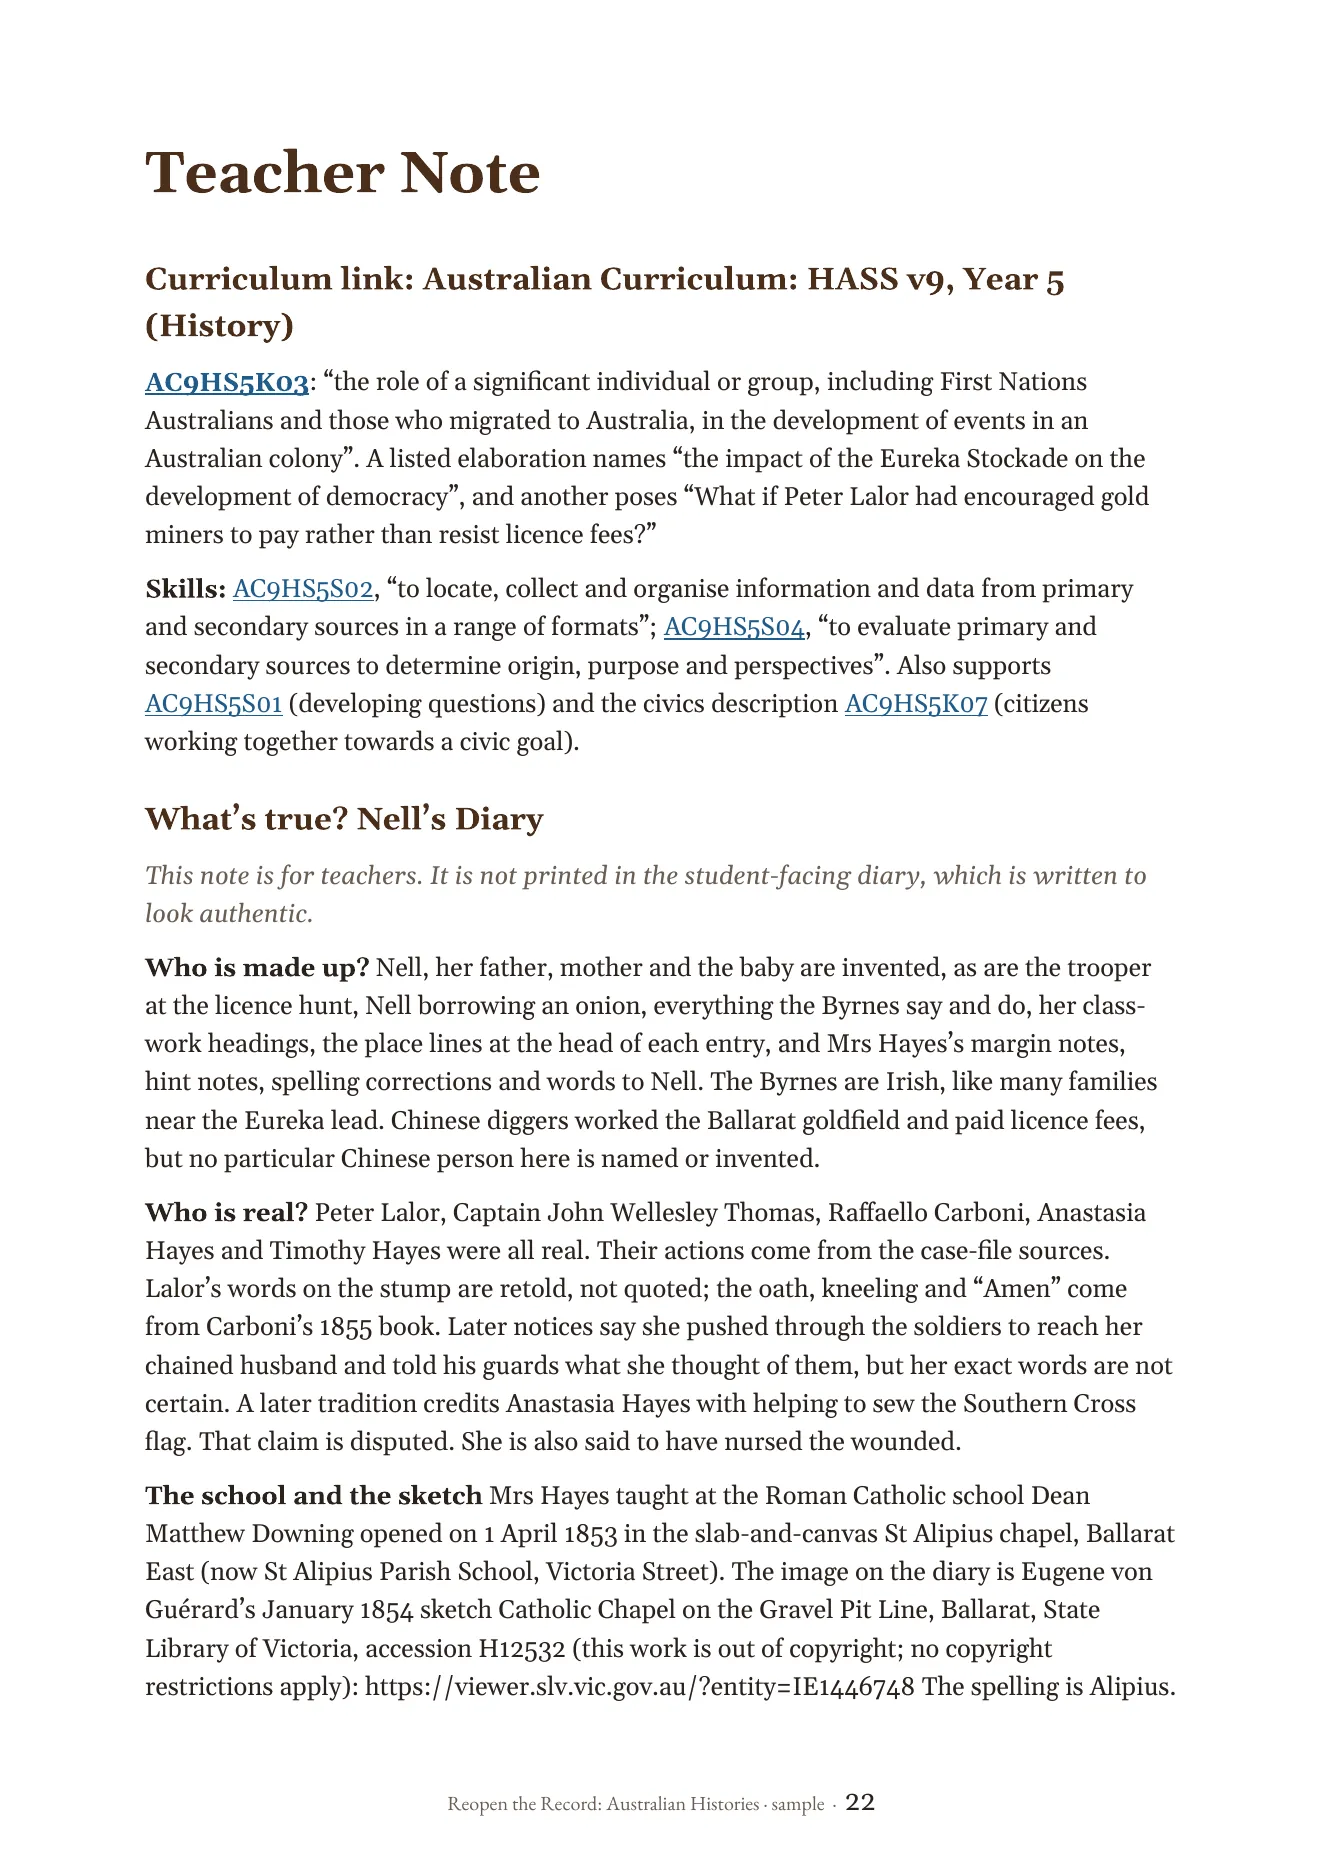 Teacher Note
Curriculum link: Australian Curriculum: HASS v9, Year 5
(History)
AC9HS5K03: “the role of a significant individual or group, including First Nations
Australians and those who migrated to Australia, in the development of events in an
Australian colony”. A listed elaboration names “the impact of the Eureka Stockade on the
development of democracy”, and another poses “What if Peter Lalor had encouraged gold
miners to pay rather than resist licence fees?”
Skills: AC9HS5S02, “to locate, collect and organise information and data from primary
and secondary sources in a range of formats”; AC9HS5S04, “to evaluate primary and
secondary sources to determine origin, purpose and perspectives”. Also supports
AC9HS5S01 (developing questions) and the civics description AC9HS5K07 (citizens
working together towards a civic goal).
What’s true? Nell’s Diary
This note is for teachers. It is not printed in the student-facing diary, which is written to
look authentic.
Who is made up? Nell, her father, mother and the baby are invented, as are the trooper
at the licence hunt, Nell borrowing an onion, everything the Byrnes say and do, her class-
work headings, the place lines at the head of each entry, and Mrs Hayes’s margin notes,
hint notes, spelling corrections and words to Nell. The Byrnes are Irish, like many families
near the Eureka lead. Chinese diggers worked the Ballarat goldfield and paid licence fees,
but no particular Chinese person here is named or invented.
Who is real? Peter Lalor, Captain John Wellesley Thomas, Raffaello Carboni, Anastasia
Hayes and Timothy Hayes were all real. Their actions come from the case-file sources.
Lalor’s words on the stump are retold, not quoted; the oath, kneeling and “Amen” come
from Carboni’s 1855 book. Later notices say she pushed through the soldiers to reach her
chained husband and told his guards what she thought of them, but her exact words are not
certain. A later tradition credits Anastasia Hayes with helping to sew the Southern Cross
flag. That claim is disputed. She is also said to have nursed the wounded.
The school and the sketch Mrs Hayes taught at the Roman Catholic school Dean
Matthew Downing opened on 1 April 1853 in the slab-and-canvas St Alipius chapel, Ballarat
East (now St Alipius Parish School, Victoria Street). The image on the diary is Eugene von
Guérard’s January 1854 sketch Catholic Chapel on the Gravel Pit Line, Ballarat, State
Library of Victoria, accession H12532 (this work is out of copyright; no copyright
restrictions apply): https://viewer.slv.vic.gov.au/?entity=IE1446748 The spelling is Alipius.
Reopen the Record: Australian Histories · sample · 22